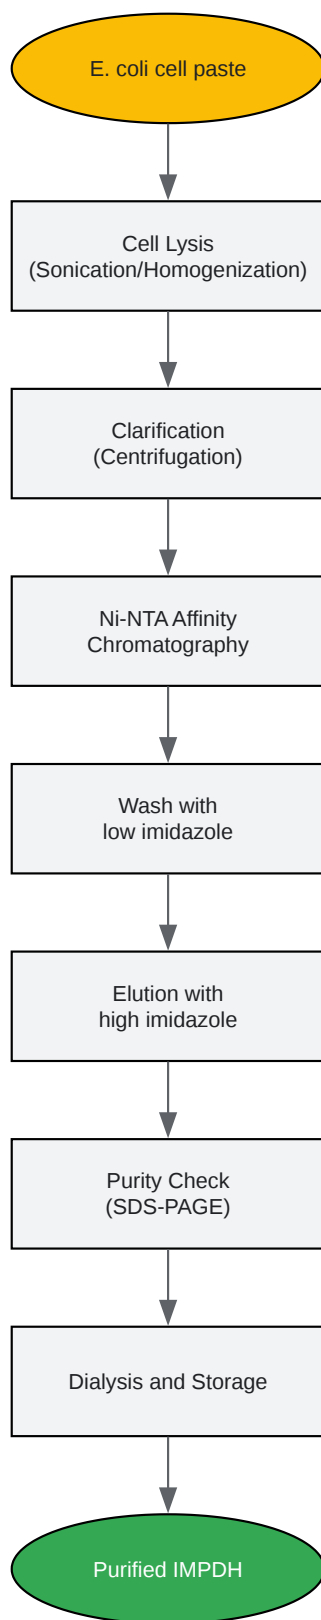 E. coli cell paste
Cell Lysis
(Sonication/Homogenization)
Clarification
(Centrifugation)
Ni-NTA Affinity
Chromatography
Wash with
low imidazole
Elution with
high imidazole
Purity Check
(SDS-PAGE)
Dialysis and Storage
Purified IMPDH